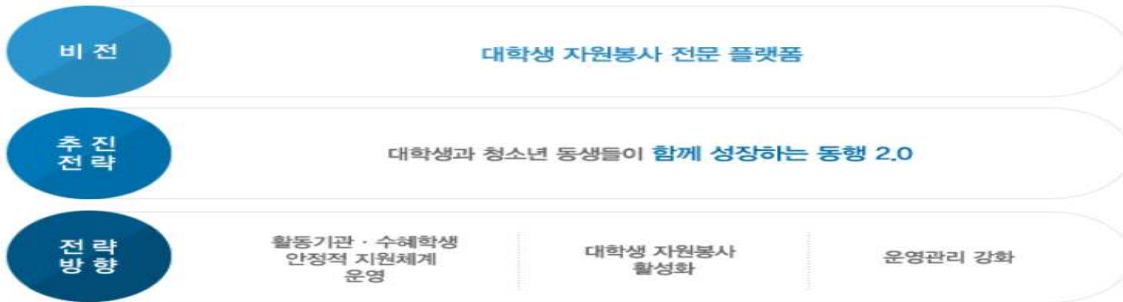 비 전
대학생 자원봉사 전문 플랫폼
추 진
전 략
대학생과 청소년 동생들이 함께 성장하는 동행 2.0
전 략
방 향
활동기관 · 수혜학생
안정적 지원체계
운영
대학생 자원봉사
활성화
운영관리 강화